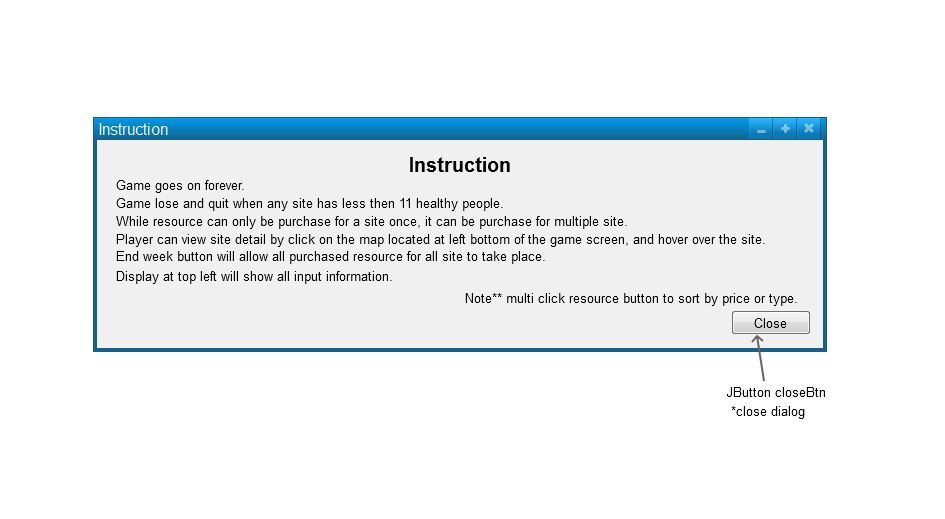 Instruction
Instruction
Game goes on forever.
Game lose and quit when any site has less then 11 healthy people.
While resource can only be purchase for a site once, it can be purchase for multiple site.
Player can view site detail by click on the map located at left bottom of the game screen, and hover over the site.
End week button will allow all purchased resource for all site to take place.
Display at top left will show all input information.
Note** multi click resource button to sort by price or type.
Close
JButton closeBtn
*close dialog